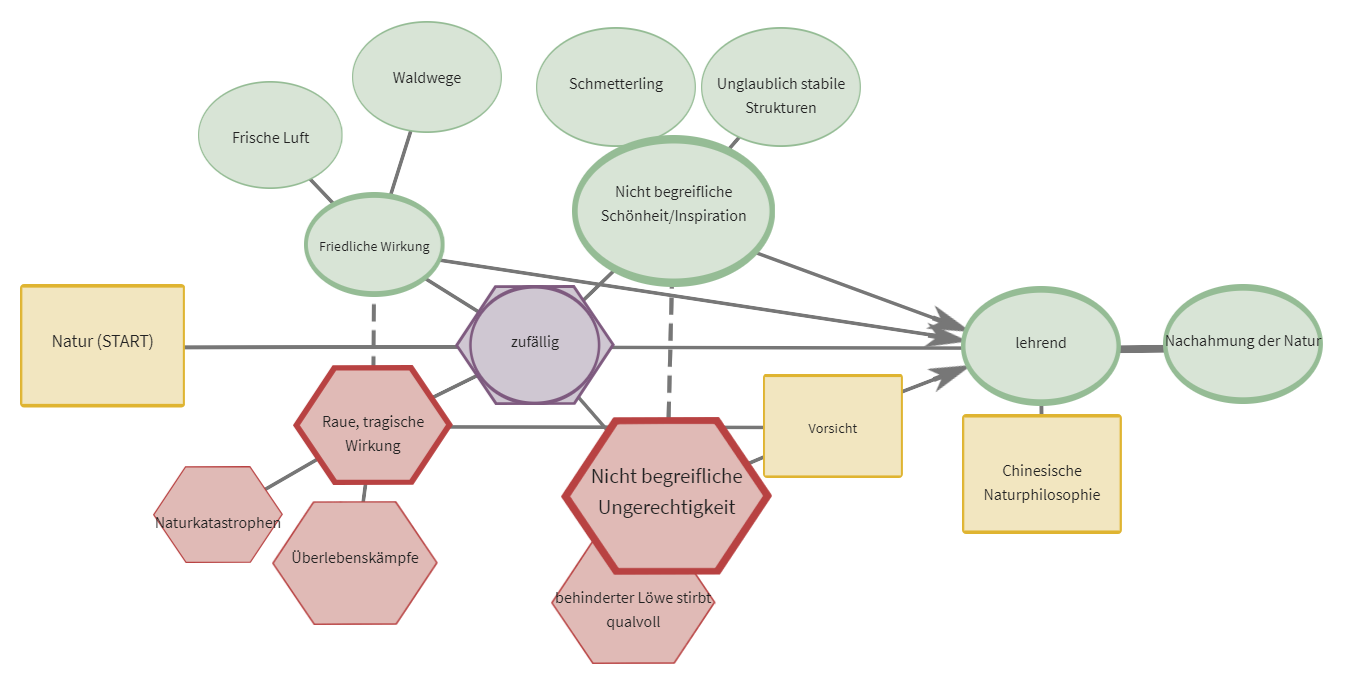 Waldwege
Frische Luft
Schmetterling
Unglaublich stabile
Strukturen
Nicht begreifliche
Schönheit/Inspiration
Friedliche Wirkung
Natur (START)
zufällig
lehrend
Nachahmung der Natur
Raue, tragische
Wirkung
Vorsicht
Nicht begreifliche
Ungerechtigkeit
Chinesische
Naturphilosophie
Naturkatastrophen
Überlebenskämpfe
behinderter Löwe stirbt
qualvoll